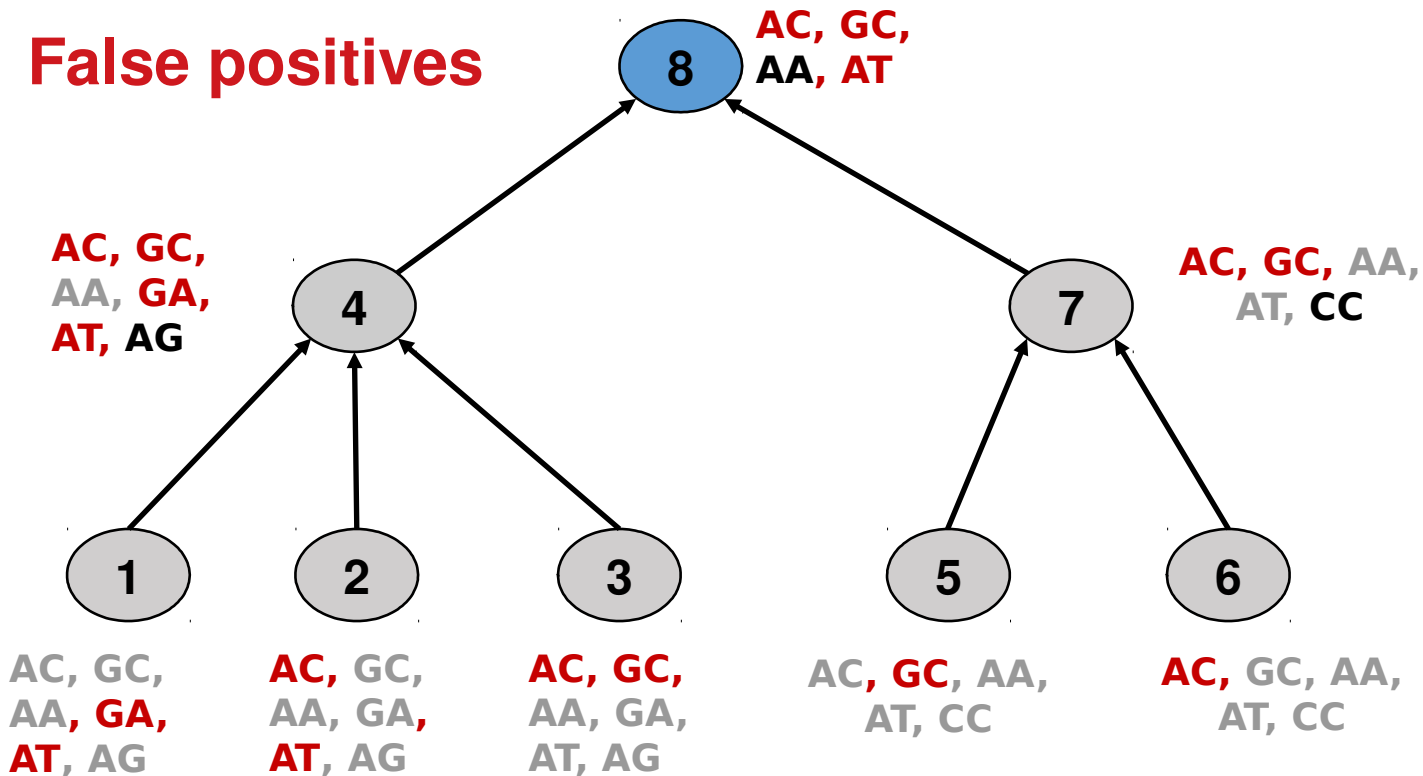 False positives
8
AC, GC,
AA, AT
AC, GC,
AA, GA,
AT, AG
4
7
AC, GC, AA,
AT, CC
1
2
3
5
6
AC, GC,
AA, GA,
AT, AG
AC, GC,
AA, GA,
AT, AG
AC, GC,
AA, GA,
AT, AG
AC, GC, AA,
AT, CC
AC, GC, AA,
AT, CC